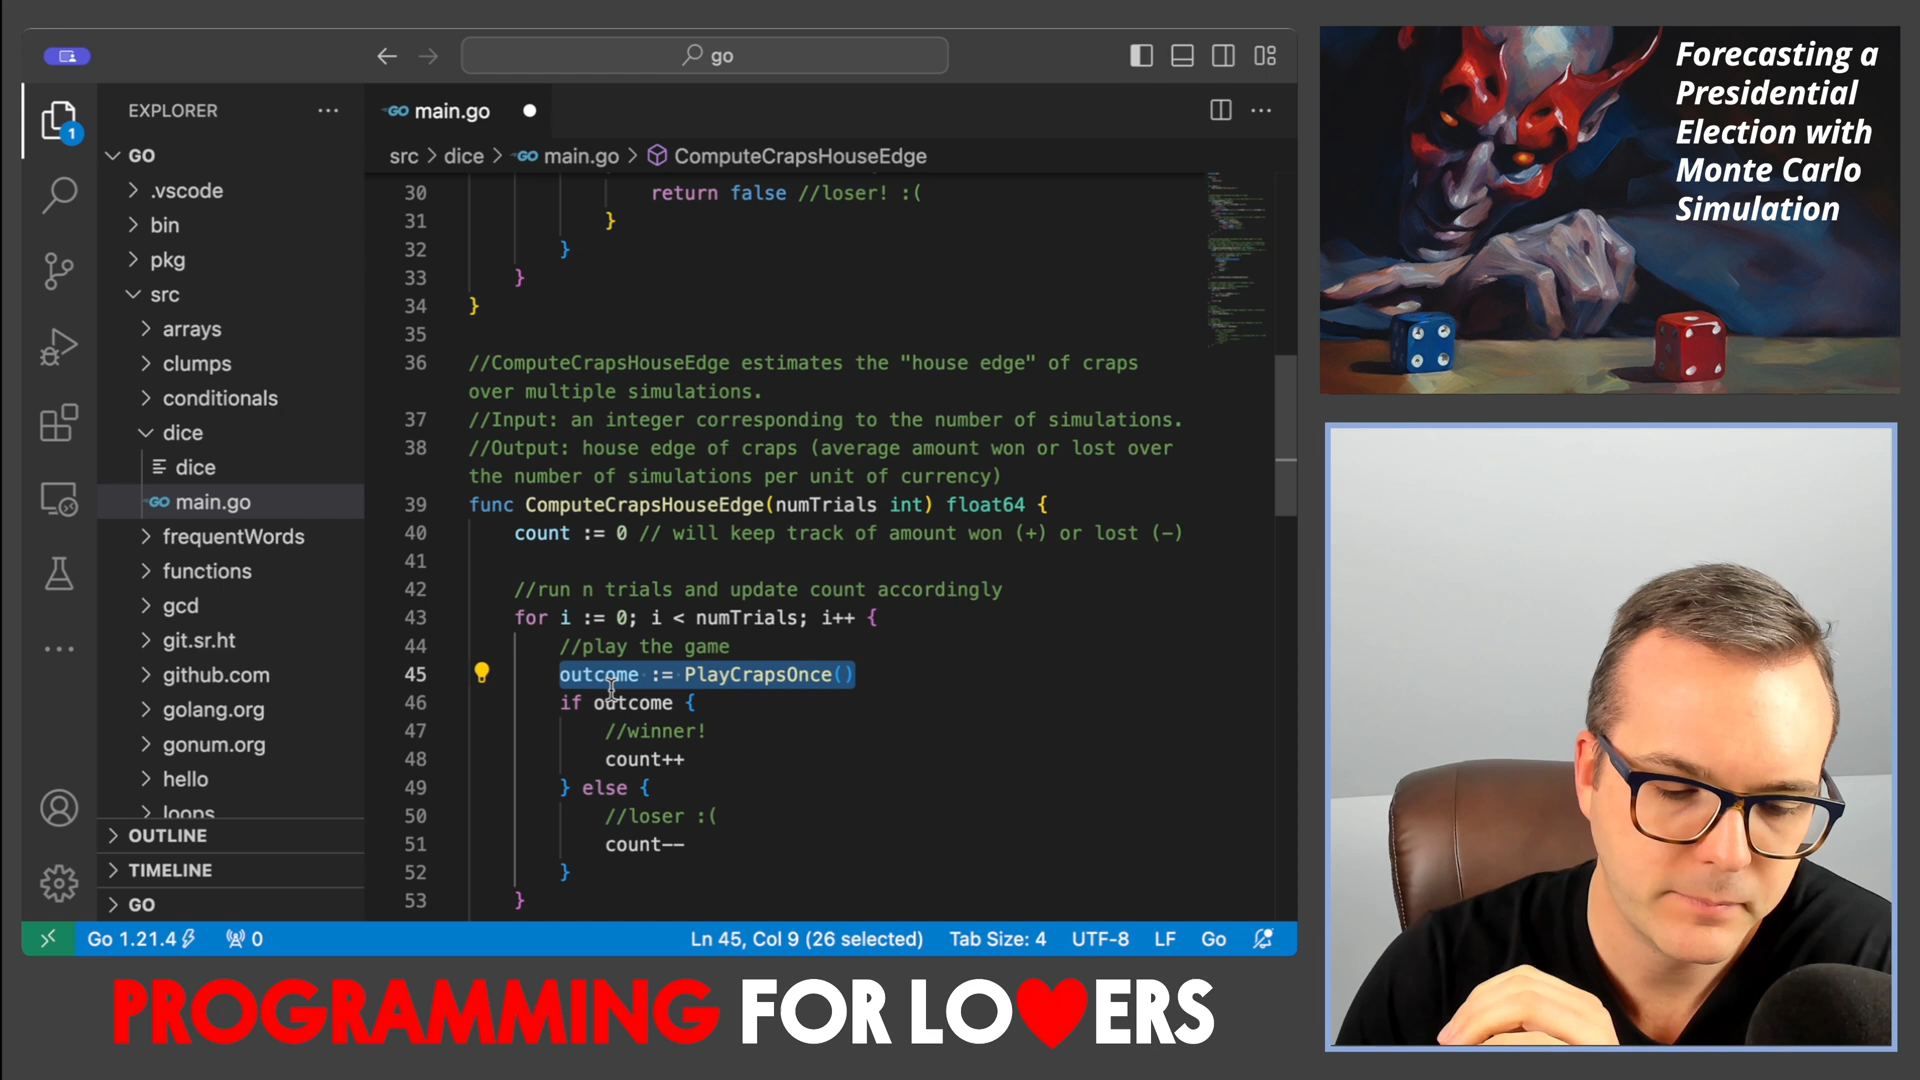 go
EXPLORER
GO main.go
1
GO
src > dice > GO main.go > ComputeCrapsHouseEdge
.vscode
bin
pkg
src
arrays
clumps
conditionals
dice
dice
GO main.go
frequentWords
functions
gcd
git.sr.ht
github.com
golang.org
gonum.org
hello
loops
OUTLINE
TIMELINE
GO
30 return false //loser! :(
31 }
32 }
33 }
34 }
35
36 //ComputeCrapsHouseEdge estimates the "house edge" of craps
over multiple simulations.
37 //Input: an integer corresponding to the number of simulations.
38 //Output: house edge of craps (average amount won or lost over
the number of simulations per unit of currency)
39 func ComputeCrapsHouseEdge(numTrials int) float64 {
40 count := 0 // will keep track of amount won (+) or lost (-)
41
42 //run n trials and update count accordingly
43 for i := 0; i < numTrials; i++ {
44 //play the game
45 outcome := PlayCrapsOnce()
46 if outcome {
47 //winner!
48 count++
49 } else {
50 //loser :(
51 count--
52 }
53 }
Go 1.21.4 0 Ln 45, Col 9 (26 selected) Tab Size: 4 UTF-8 LF Go
Forecasting a
Presidential
Election with
Monte Carlo
Simulation
PROGRAMMING FOR LO❤ERS